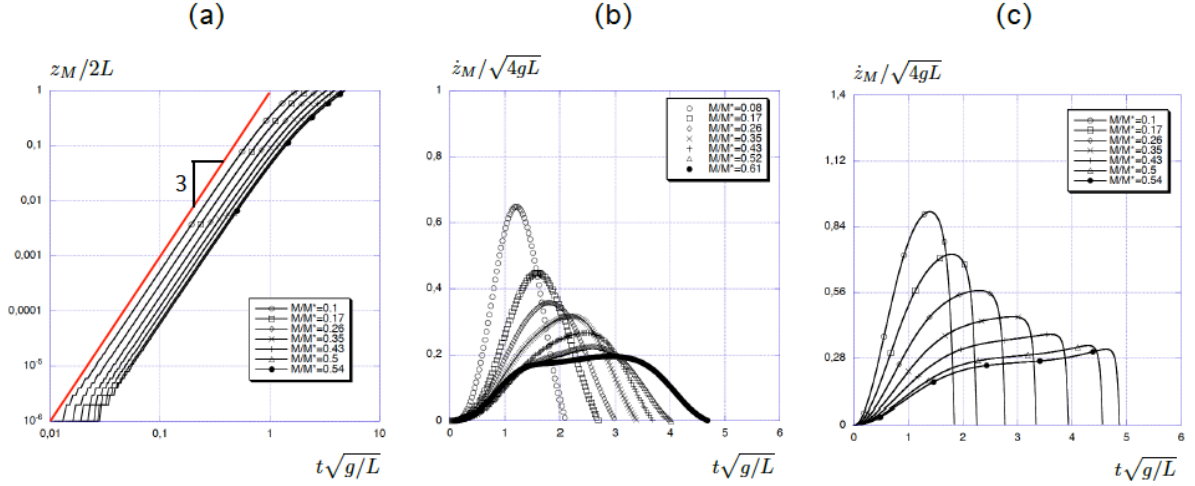 (a)
(b)
(c)
z_M/2L
1
0,1
0,01
0,001
0,0001
10⁻⁵
10⁻⁶
0,01
0,1
1
10
3
M/M*=0.1
M/M*=0.17
M/M*=0.26
M/M*=0.35
M/M*=0.43
M/M*=0.5
M/M*=0.54
t√g/L
ż_M/√4gL
1
0,8
0,6
0,4
0,2
0
0
1
2
3
4
5
6
M/M*=0.08
M/M*=0.17
M/M*=0.26
M/M*=0.35
M/M*=0.43
M/M*=0.52
M/M*=0.61
t√g/L
ż_M/√4gL
1,4
1,12
0,84
0,56
0,28
0
0
1
2
3
4
5
6
M/M*=0.1
M/M*=0.17
M/M*=0.26
M/M*=0.35
M/M*=0.43
M/M*=0.5
M/M*=0.54
t√g/L